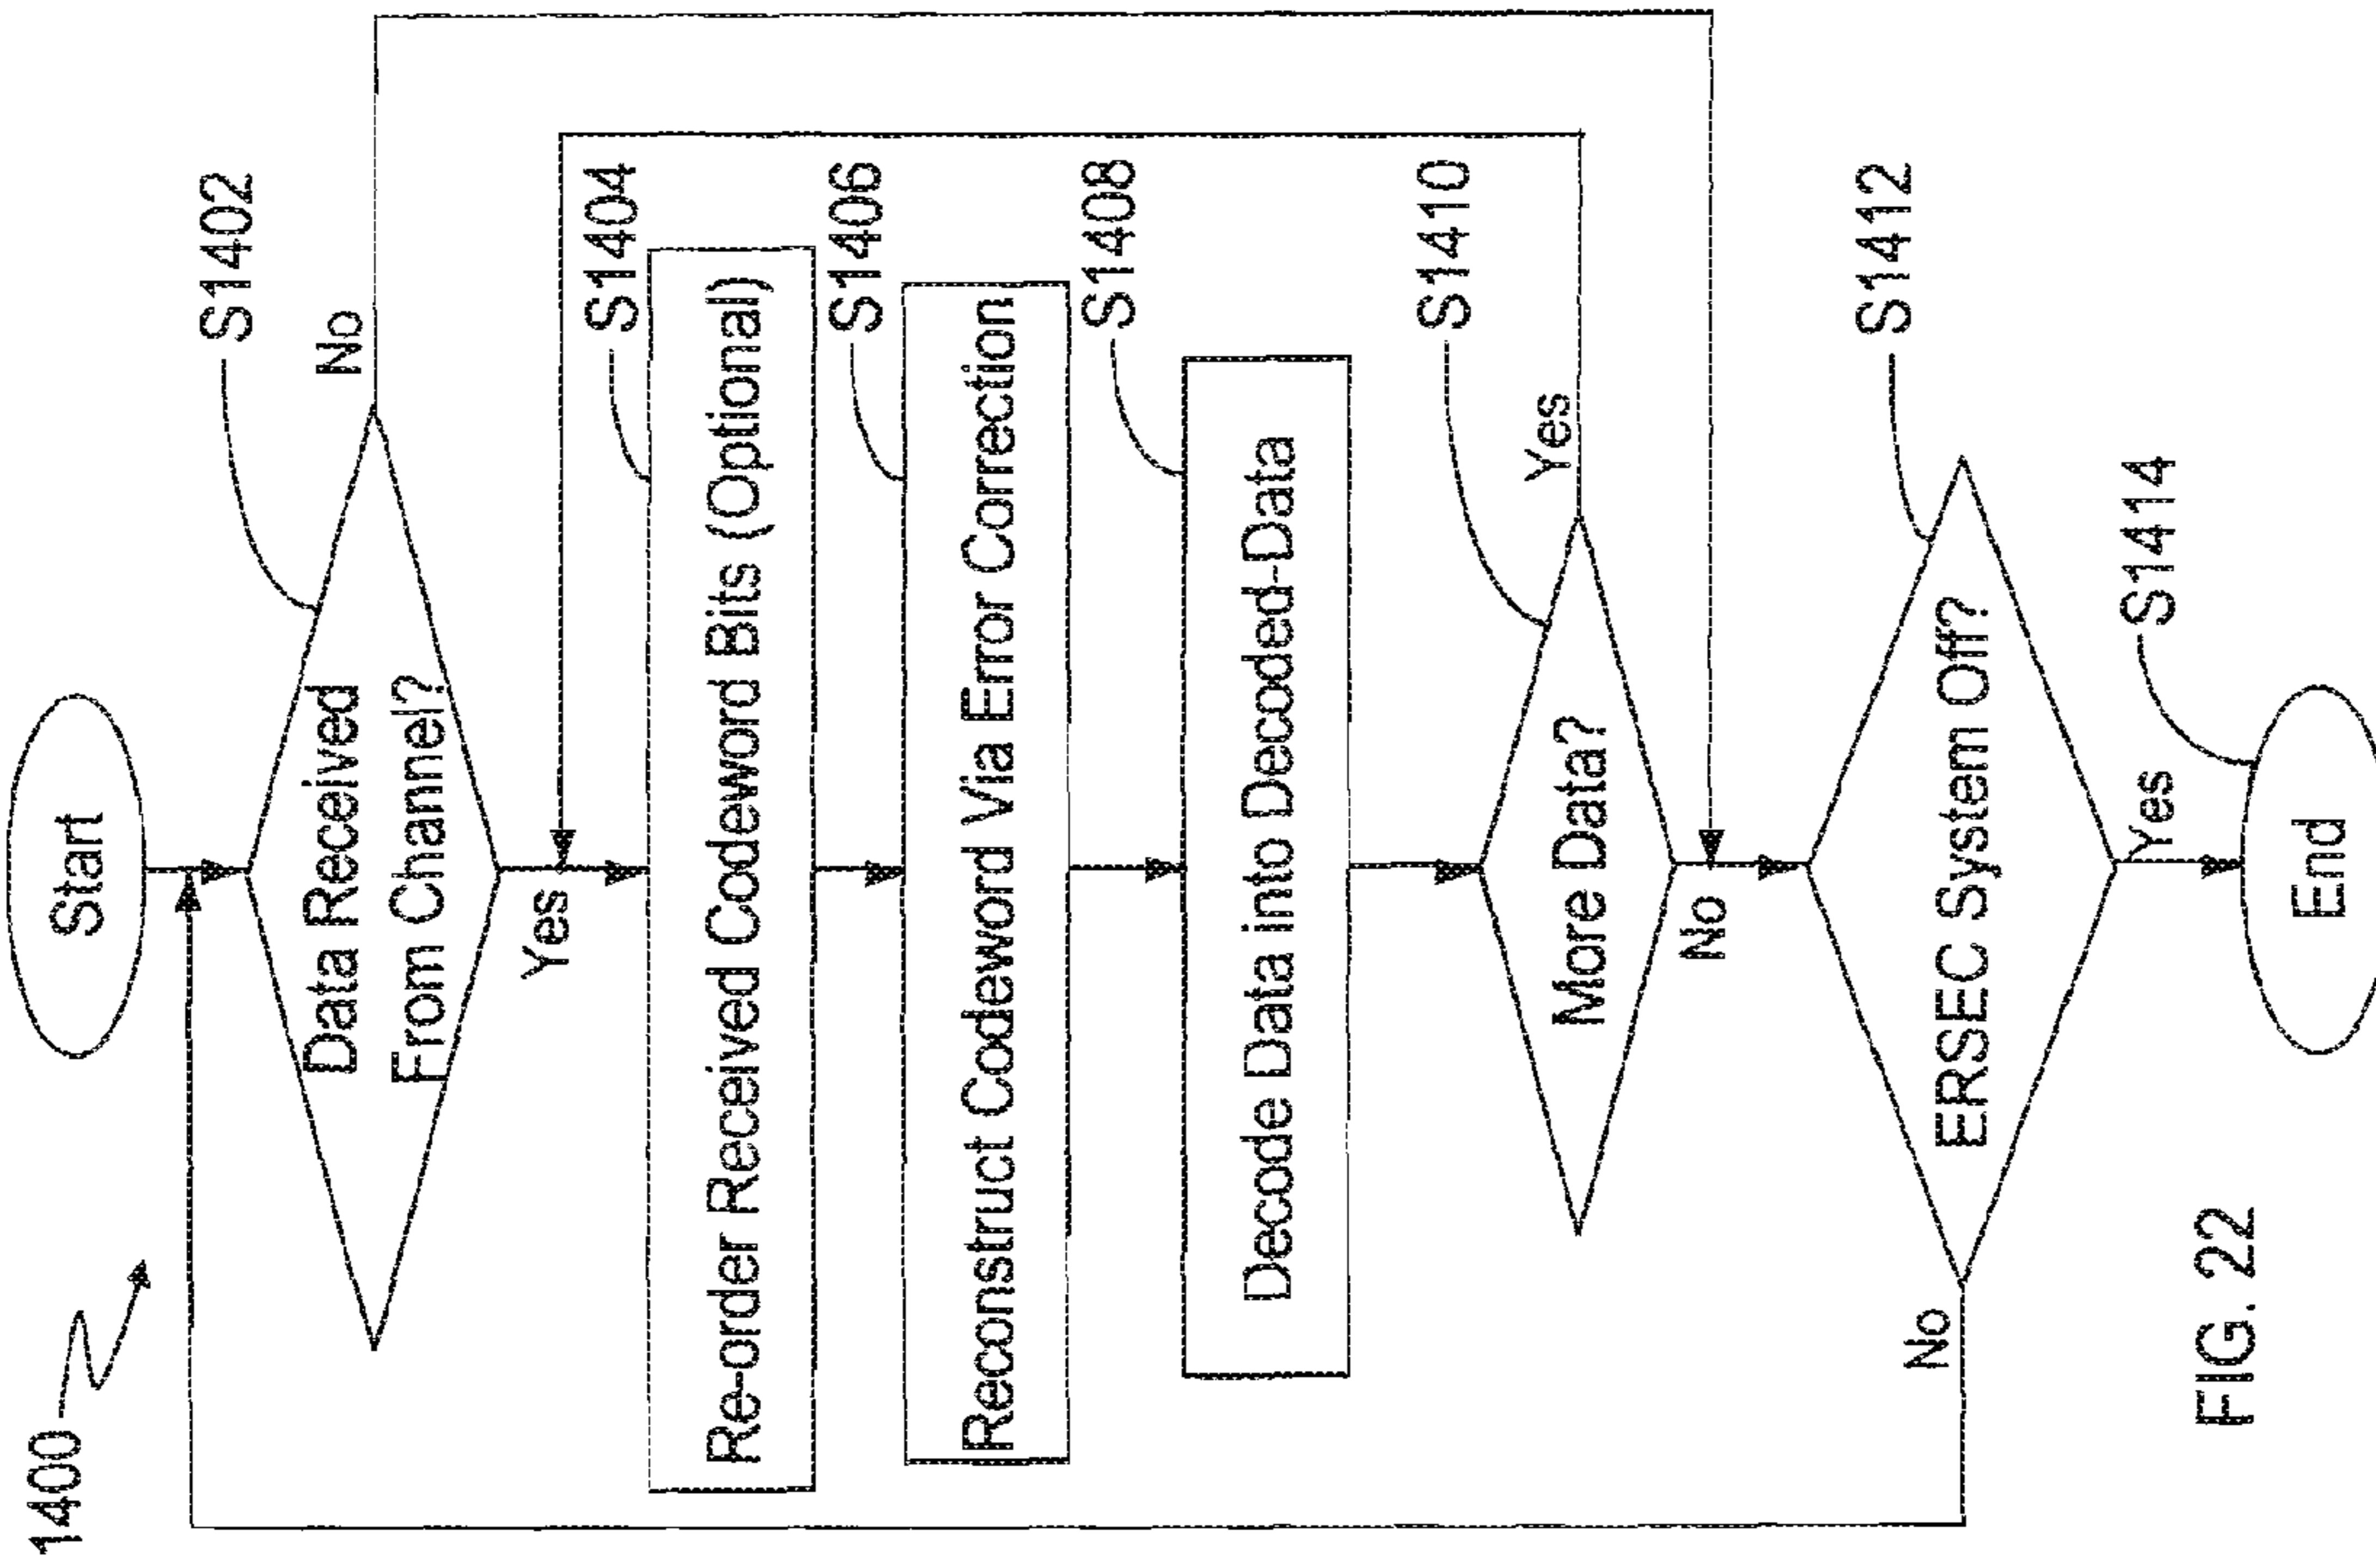 1400
Start
S1402
Data Received
From Channel?
No
Yes
S1404
Re-order Received Codeword Bits (Optional)
S1406
Reconstruct Codeword Via Error Correction
S1408
Decode Data into Decoded-Data
S1410
More Data?
Yes
No
S1412
ERSEC System Off?
No
Yes
S1414
End
FIG. 22